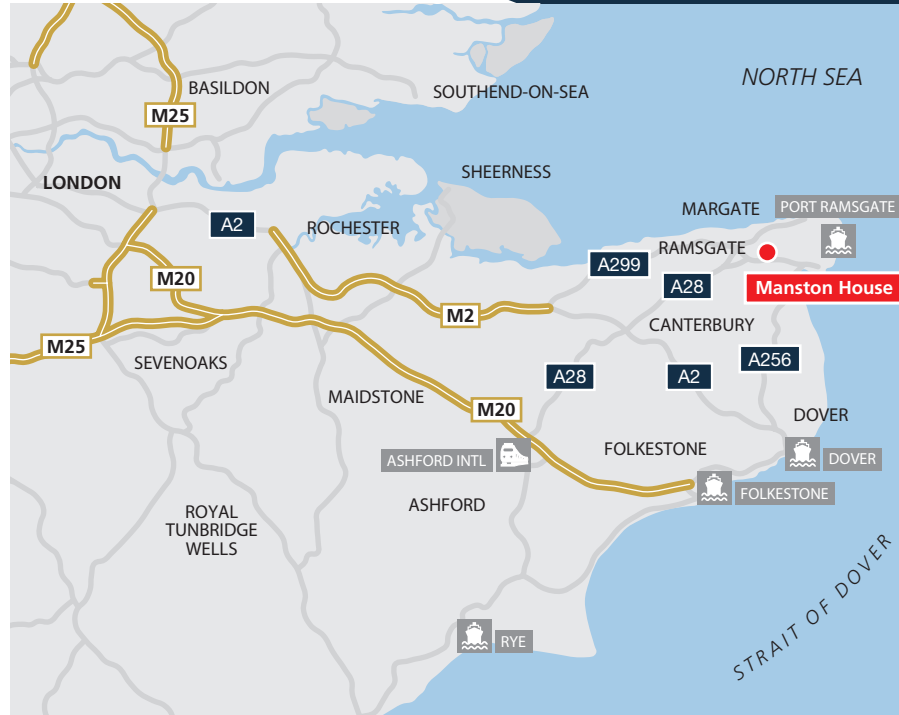 NORTH SEA
BASILDON
SOUTHEND-ON-SEA
M25
SHEERNESS
LONDON
MARGATE
PORT RAMSGATE
A2
ROCHESTER
RAMSGATE
A299
M20
A28
Manston House
M2
CANTERBURY
M25
SEVENOAKS
A256
A28
A2
MAIDSTONE
M20
DOVER
FOLKESTONE
ASHFORD INTL
DOVER
FOLKESTONE
ASHFORD
ROYAL
TUNBRIDGE
WELLS
STRAIT OF DOVER
RYE